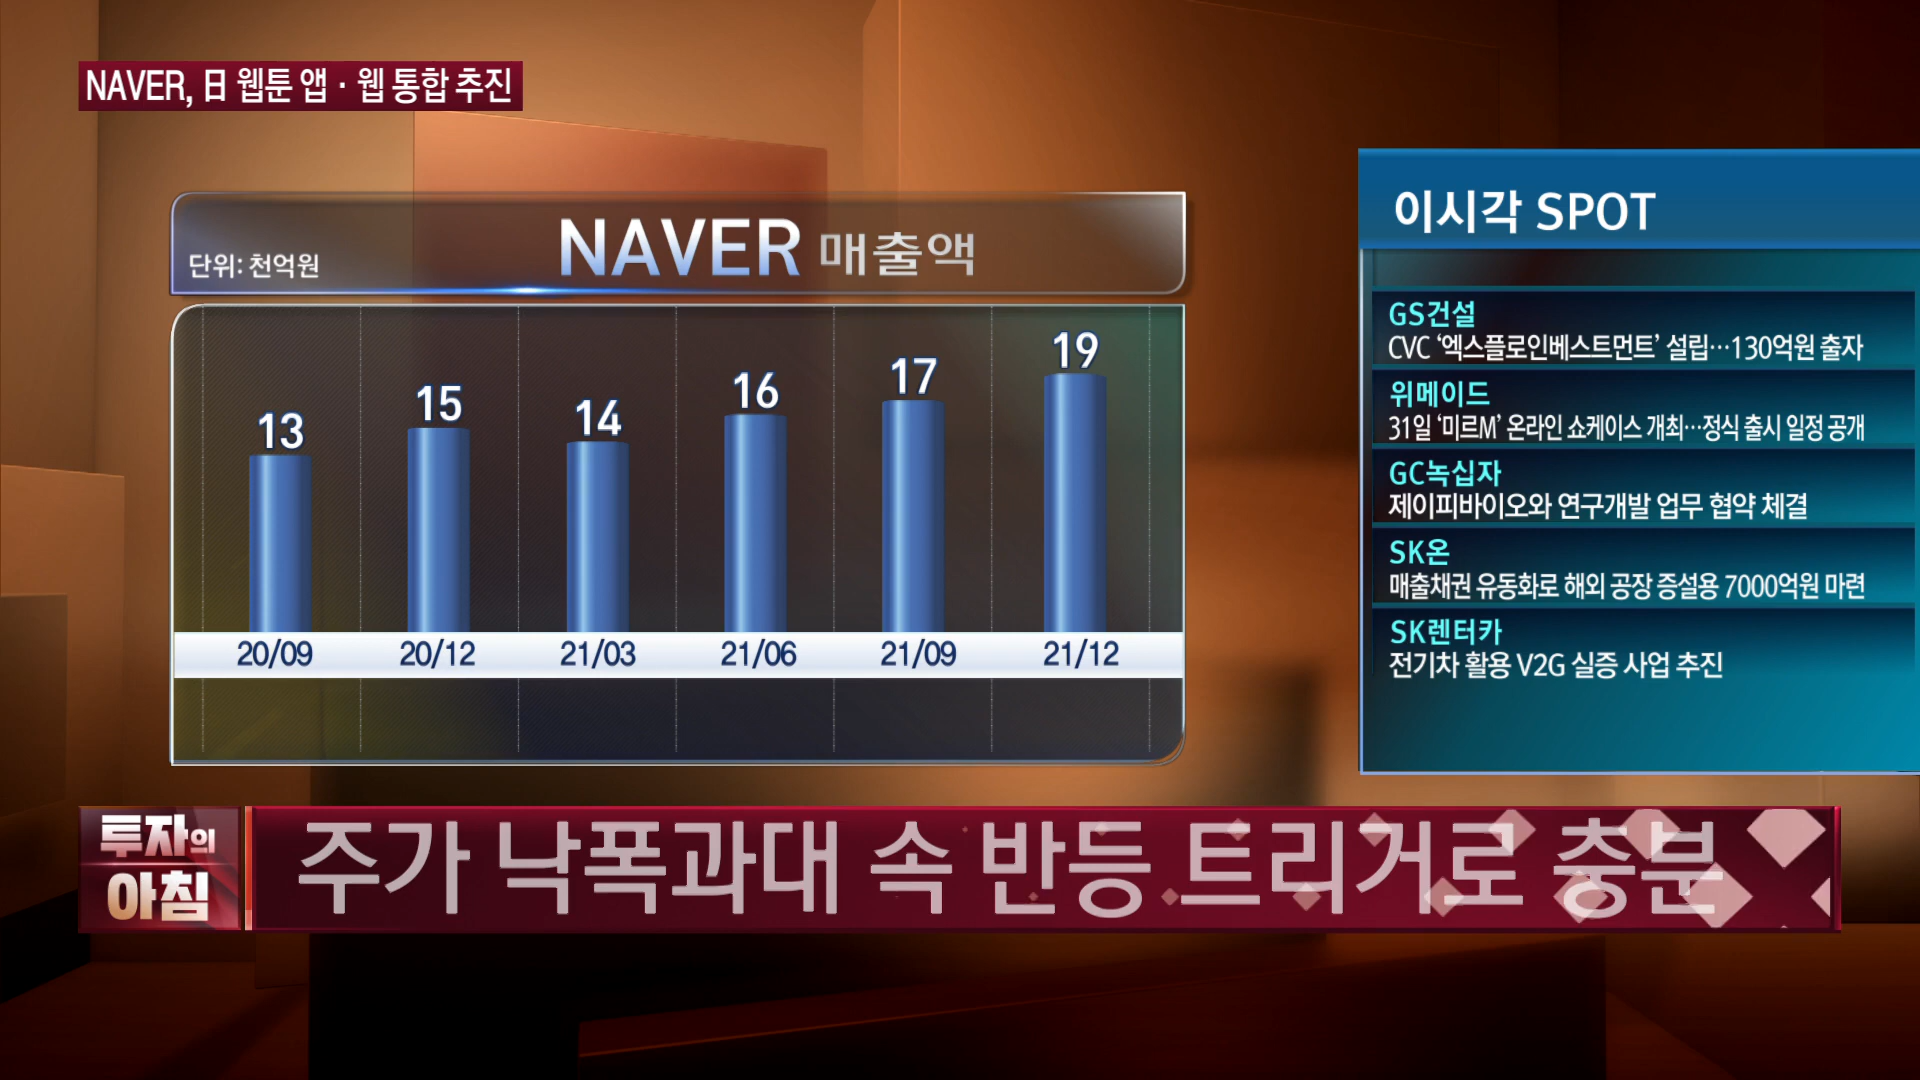 NAVER, 日 웹툰 앱 · 웹 통합 추진
단위: 천억원
NAVER 매출액
13
15
14
16
17
19
20/09
20/12
21/03
21/06
21/09
21/12
이시각 SPOT
GS건설
CVC ‘엑스플로인베스트먼트’ 설립…130억원 출자
위메이드
31일 ‘미르M’ 온라인 쇼케이스 개최…정식 출시 일정 공개
GC녹십자
제이피바이오와 연구개발 업무 협약 체결
SK온
매출채권 유동화로 해외 공장 증설용 7000억원 마련
SK렌터카
전기차 활용 V2G 실증 사업 추진
투자의
아침
주가 낙폭과대 속 반등 트리거로 충분